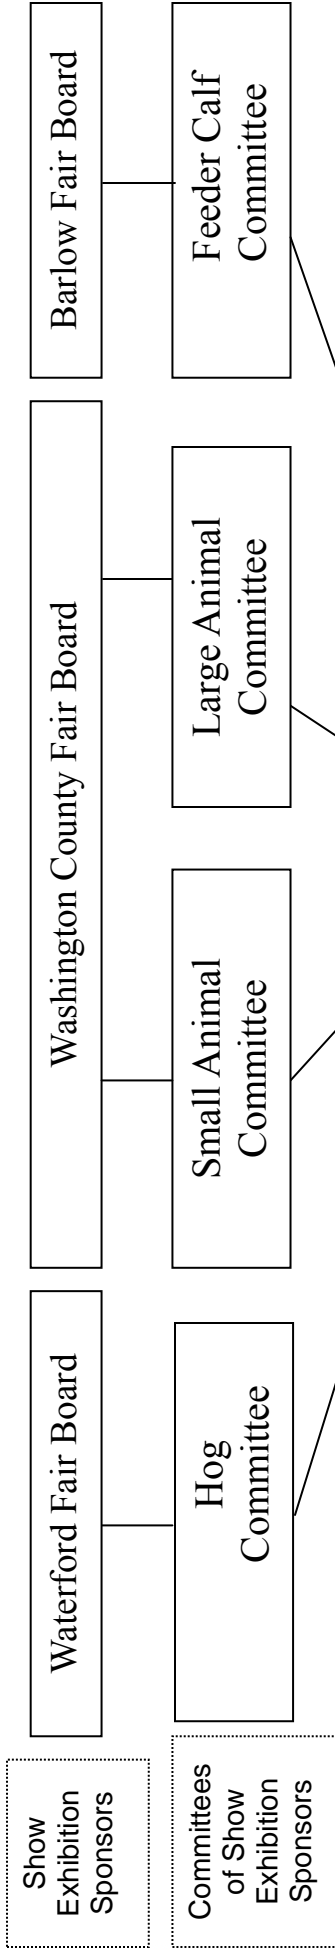 Show
Exhibition
Sponsors
Waterford Fair Board
Washington County Fair Board
Barlow Fair Board
Committees
of Show
Exhibition
Sponsors
Hog
Committee
Small Animal
Committee
Large Animal
Committee
Feeder Calf
Committee